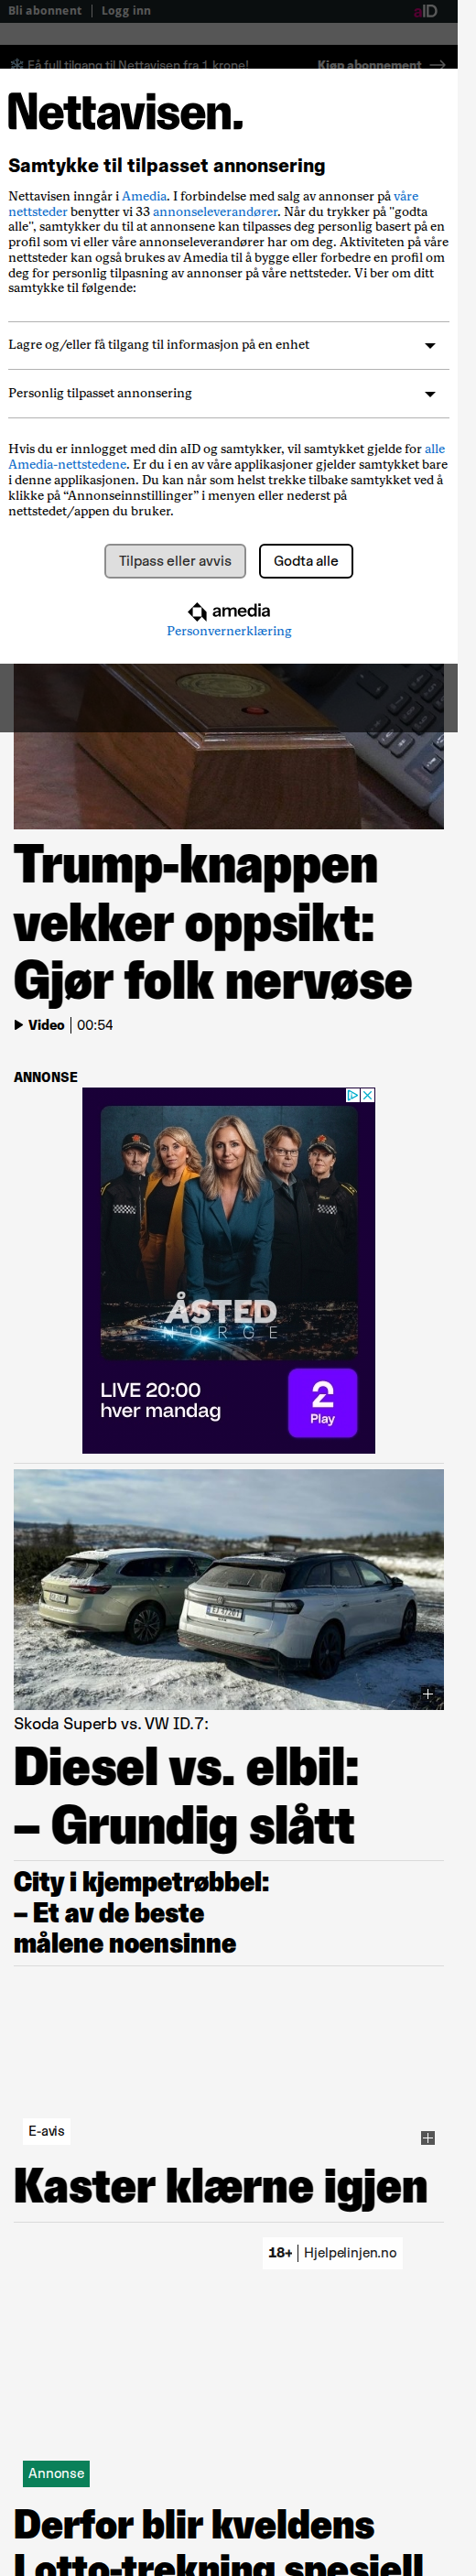 Bli abonnent | Logg inn
aID
Få full tilgang til Nettavisen fra 1 krone!
Kjøp abonnement
Nettavisen.
Samtykke til tilpasset annonsering
Nettavisen inngår i Amedia. I forbindelse med salg av annonser på våre
nettsteder benytter vi 33 annonseleverandører. Når du trykker på "godta
alle", samtykker du til at annonsene kan tilpasses deg personlig basert på en
profil som vi eller våre annonseleverandører har om deg. Aktiviteten på våre
nettsteder kan også brukes av Amedia til å bygge eller forbedre en profil om
deg for personlig tilpasning av annonser på våre nettsteder. Vi ber om ditt
samtykke til følgende:
Lagre og/eller få tilgang til informasjon på en enhet
Personlig tilpasset annonsering
Hvis du er innlogget med din aID og samtykker, vil samtykket gjelde for alle
Amedia-nettstedene. Er du i en av våre applikasjoner gjelder samtykket bare
i denne applikasjonen. Du kan når som helst trekke tilbake samtykket ved å
klikke på “Annonseinnstillinger” i menyen eller nederst på
nettstedet/appen du bruker.
Tilpass eller avvis
Godta alle
amedia
Personvernerklæring
Trump-knappen
vekker oppsikt:
Gjør folk nervøse
Video | 00:54
ANNONSE
ÅSTED
NORGE
LIVE 20:00
hver mandag
2
Play
Skoda Superb vs. VW ID.7:
Diesel vs. elbil:
– Grundig slått
City i kjempetrøbbel:
– Et av de beste
målene noensinne
E-avis
Kaster klærne igjen
18+ | Hjelpelinjen.no
Annonse
Derfor blir kveldens
Lotto-trekning spesiell